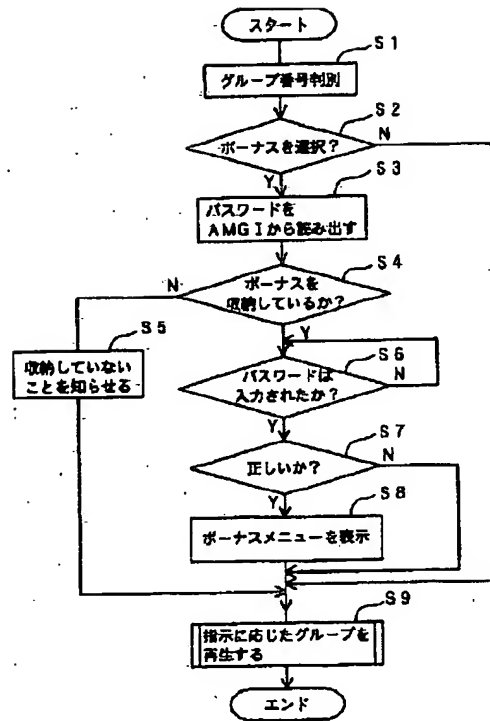 スタート
S1
グループ番号判別
S2
ボーナスを選択?
N
Y
S3
パスワードを
AMGIから読み出す
S4
N
ボーナスを
収納しているか?
S5
Y
収納していない
ことを知らせる
S6
パスワードは
入力されたか?
N
Y
S7
正しいか?
N
Y
S8
ボーナスメニューを表示
S9
指示に応じたグループを
再生する
エンド